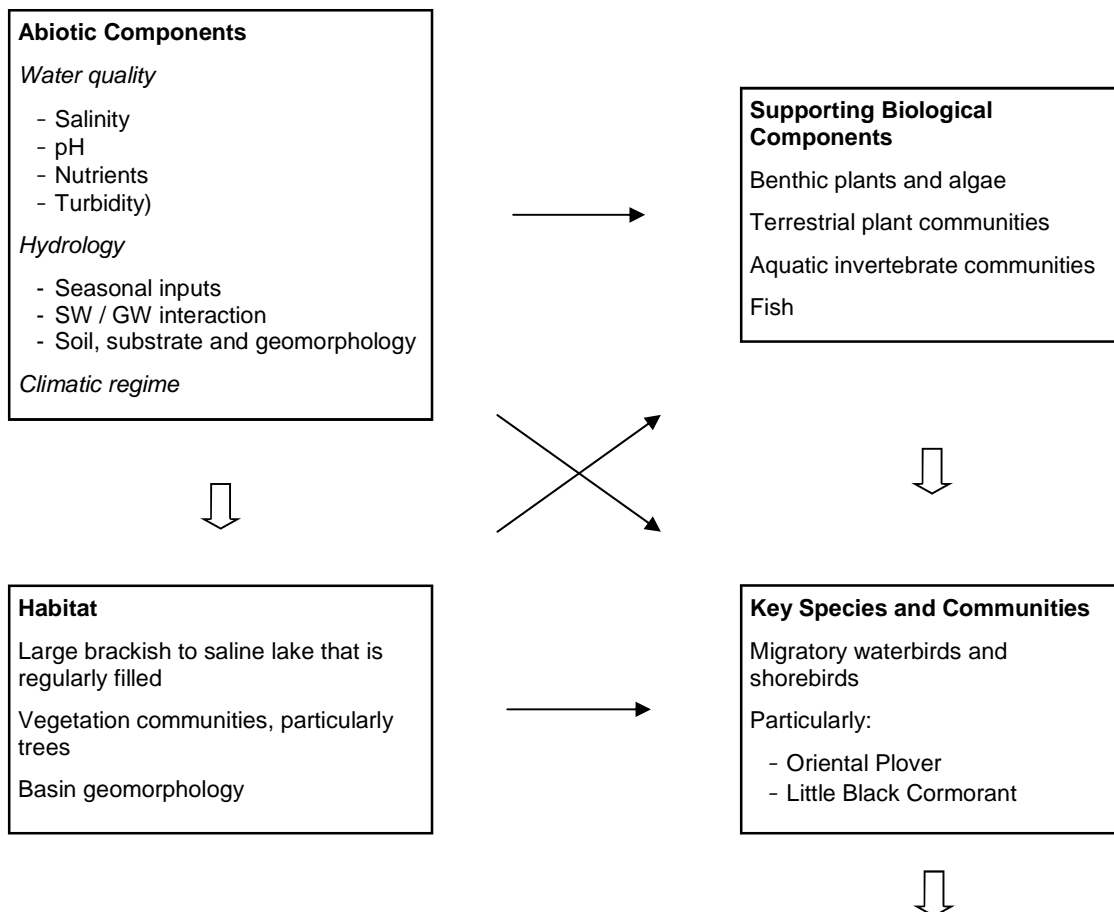 Abiotic Components
Water quality
- Salinity
- pH
- Nutrients
- Turbidity)
Hydrology
- Seasonal inputs
- SW / GW interaction
- Soil, substrate and geomorphology
Climatic regime
Supporting Biological
Components
Benthic plants and algae
Terrestrial plant communities
Aquatic invertebrate communities
Fish
Habitat
Large brackish to saline lake that is
regularly filled
Vegetation communities, particularly
trees
Basin geomorphology
Key Species and Communities
Migratory waterbirds and
shorebirds
Particularly:
- Oriental Plover
- Little Black Cormorant